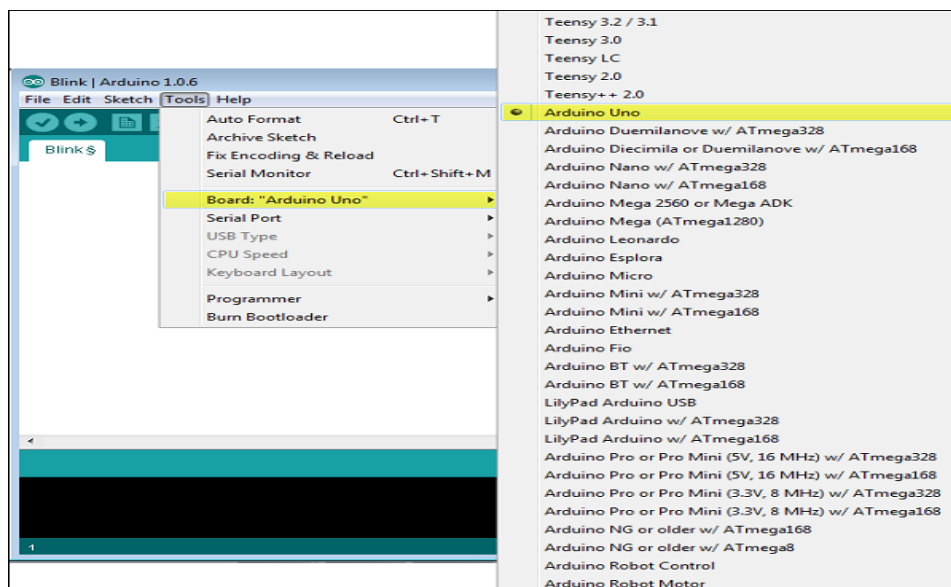 Blink | Arduino 1.0.6
File Edit Sketch Tools Help
Blink §
Auto Format Ctrl+T
Archive Sketch
Fix Encoding & Reload
Serial Monitor Ctrl+Shift+M
Board: "Arduino Uno"
Serial Port
USB Type
CPU Speed
Keyboard Layout
Programmer
Burn Bootloader
1
Teensy 3.2 / 3.1
Teensy 3.0
Teensy LC
Teensy 2.0
Teensy++ 2.0
Arduino Uno
Arduino Duemilanove w/ ATmega328
Arduino Diecimila or Duemilanove w/ ATmega168
Arduino Nano w/ ATmega328
Arduino Nano w/ ATmega168
Arduino Mega 2560 or Mega ADK
Arduino Mega (ATmega1280)
Arduino Leonardo
Arduino Esplora
Arduino Micro
Arduino Mini w/ ATmega328
Arduino Mini w/ ATmega168
Arduino Ethernet
Arduino Fio
Arduino BT w/ ATmega328
Arduino BT w/ ATmega168
LilyPad Arduino USB
LilyPad Arduino w/ ATmega328
LilyPad Arduino w/ ATmega168
Arduino Pro or Pro Mini (5V, 16 MHz) w/ ATmega328
Arduino Pro or Pro Mini (5V, 16 MHz) w/ ATmega168
Arduino Pro or Pro Mini (3.3V, 8 MHz) w/ ATmega328
Arduino Pro or Pro Mini (3.3V, 8 MHz) w/ ATmega168
Arduino NG or older w/ ATmega168
Arduino NG or older w/ ATmega8
Arduino Robot Control
Arduino Robot Motor